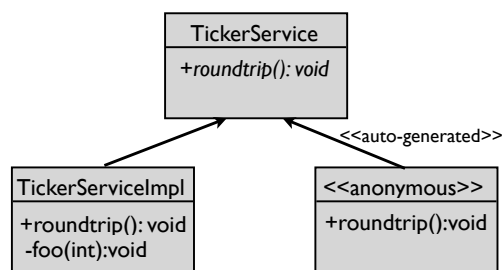 TickerService
+roundtrip(): void
<<auto-generated>>
TickerServiceImpl
+roundtrip(): void
-foo(int):void
<<anonymous>>
+roundtrip():void